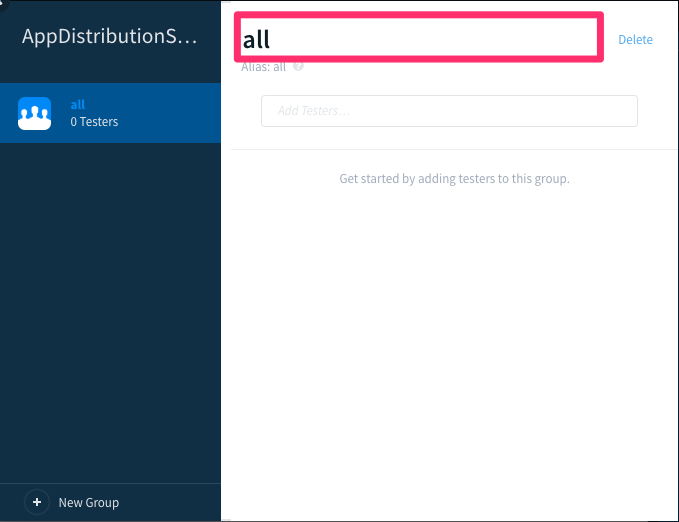 AppDistributionS...
all
0 Testers
New Group
all
Delete
Alias: all ?
Add Testers...
Get started by adding testers to this group.